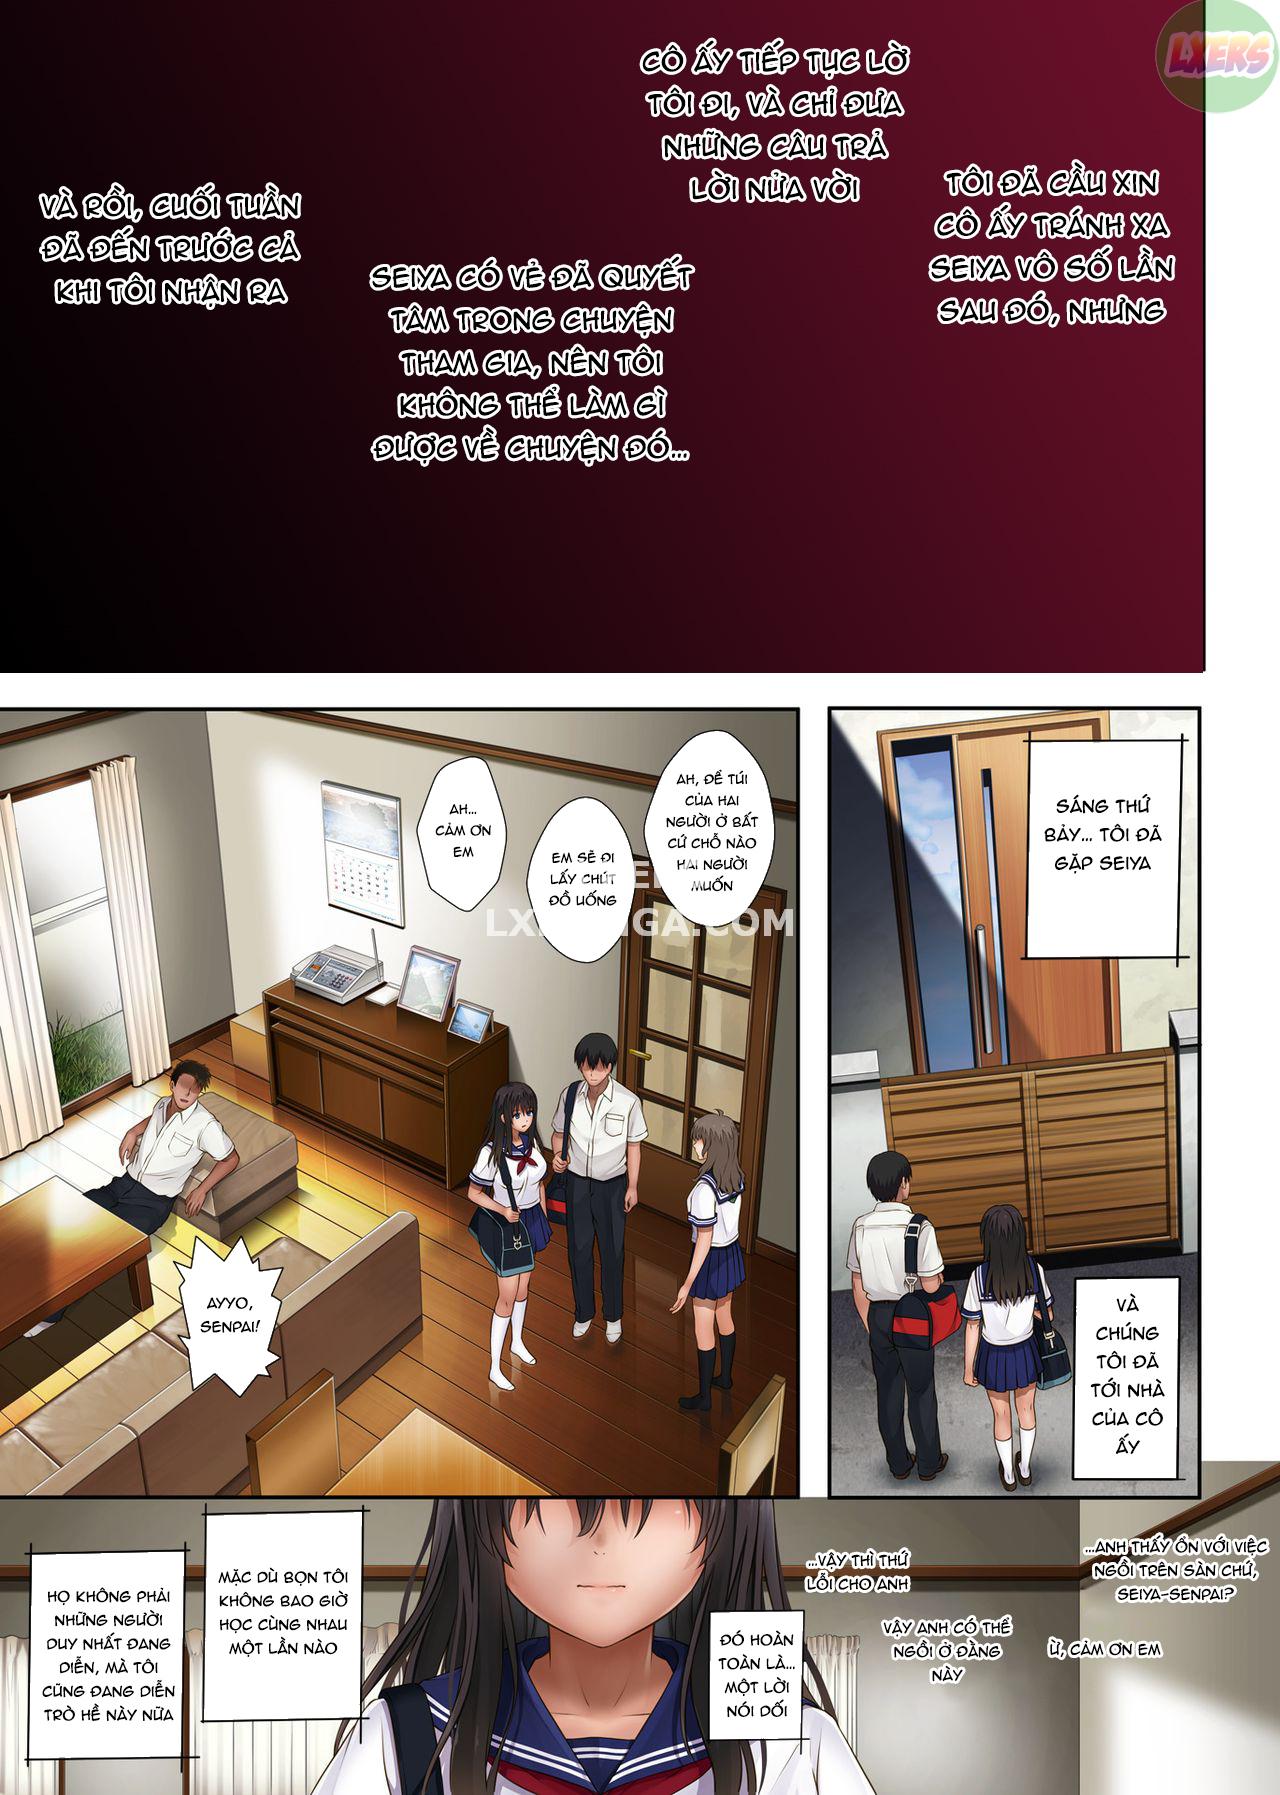 LXERS
TÔI ĐÃ CẦU XIN
CÔ ẤY TRÁNH XA
SEIYA VÔ SỐ LẦN
SAU ĐÓ, NHƯNG
CÔ ẤY TIẾP TỤC LỜ
TÔI ĐI, VÀ CHỈ ĐƯA
NHỮNG CÂU TRẢ
LỜI NỬA VỜI
SEIYA CÓ VẺ ĐÃ QUYẾT
TÂM TRONG CHUYỆN
THAM GIA, NÊN TÔI
KHÔNG THỂ LÀM GÌ
ĐƯỢC VỀ CHUYỆN ĐÓ...
VÀ RỒI, CUỐI TUẦN
ĐÃ ĐẾN TRƯỚC CẢ
KHI TÔI NHẬN RA
SÁNG THỨ
BẢY... TÔI ĐÃ
GẶP SEIYA
VÀ
CHÚNG
TÔI ĐÃ
TỚI NHÀ
CỦA CÔ
ẤY
AH, ĐỂ TÚI
CỦA HAI
NGƯỜI Ở BẤT
CỨ CHỖ NÀO
HAI NGƯỜI
MUỐN
EM SẼ ĐI
LẤY CHÚT
ĐỒ UỐNG
AH...
CẢM ƠN
EM
AYYO,
SENPAI!
...ANH THẤY ỔN VỚI VIỆC
NGỒI TRÊN SÀN CHỨ,
SEIYA-SENPAI?
...VẬY THÌ THỨ
LỖI CHO ANH
VẬY ANH CÓ THỂ
NGỒI Ở ĐẰNG
NÀY
Ừ, CẢM ƠN EM
ĐÓ HOÀN
TOÀN LÀ...
MỘT LỜI
NÓI DỐI
MẶC DÙ BỌN TÔI
KHÔNG BAO GIỜ
HỌC CÙNG NHAU
MỘT LẦN NÀO
HỌ KHÔNG PHẢI
NHỮNG NGƯỜI
DUY NHẤT ĐANG
DIỄN, MÀ TÔI
CŨNG ĐANG DIỄN
TRÒ HỀ NÀY NỮA